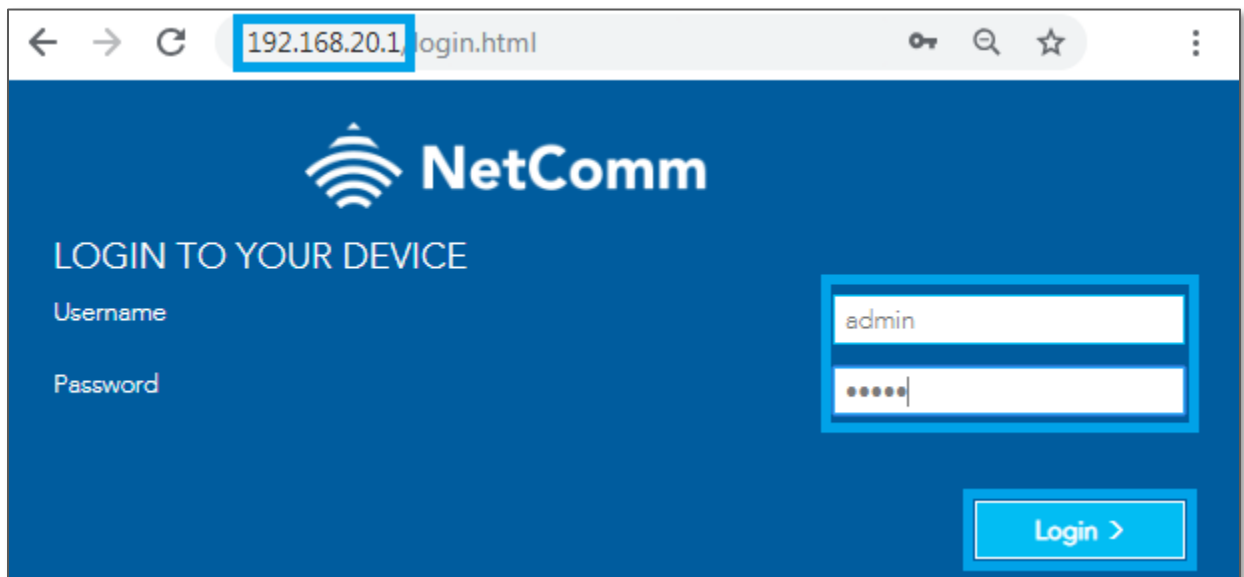 192.168.20.1/login.html
NetComm
LOGIN TO YOUR DEVICE
Username
admin
Password
•••••
Login >